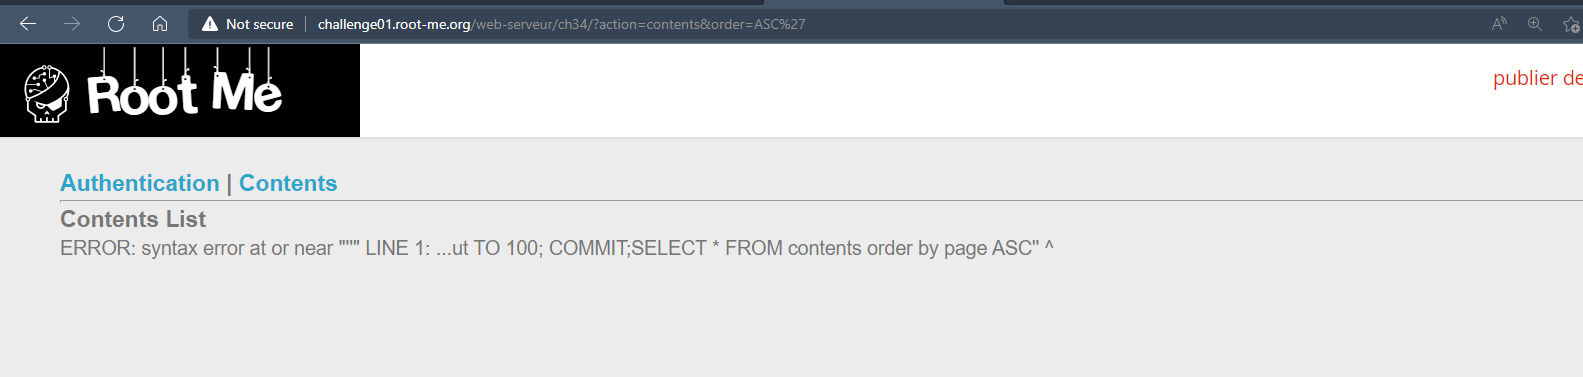 Not secure | challenge01.root-me.org/web-serveur/ch34/?action=contents&order=ASC%27
Root Me
publier de
Authentication | Contents
Contents List
ERROR: syntax error at or near "''" LINE 1: ...ut TO 100; COMMIT;SELECT * FROM contents order by page ASC'' ^